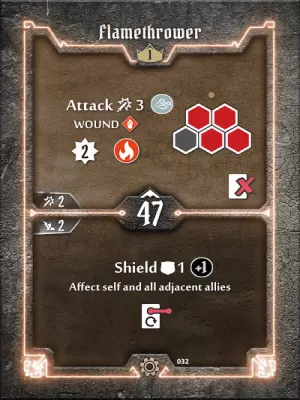 Flamethrower
1
Attack 3
WOUND
2
2
47
2
Shield 1 +1
Affect self and all adjacent allies
032